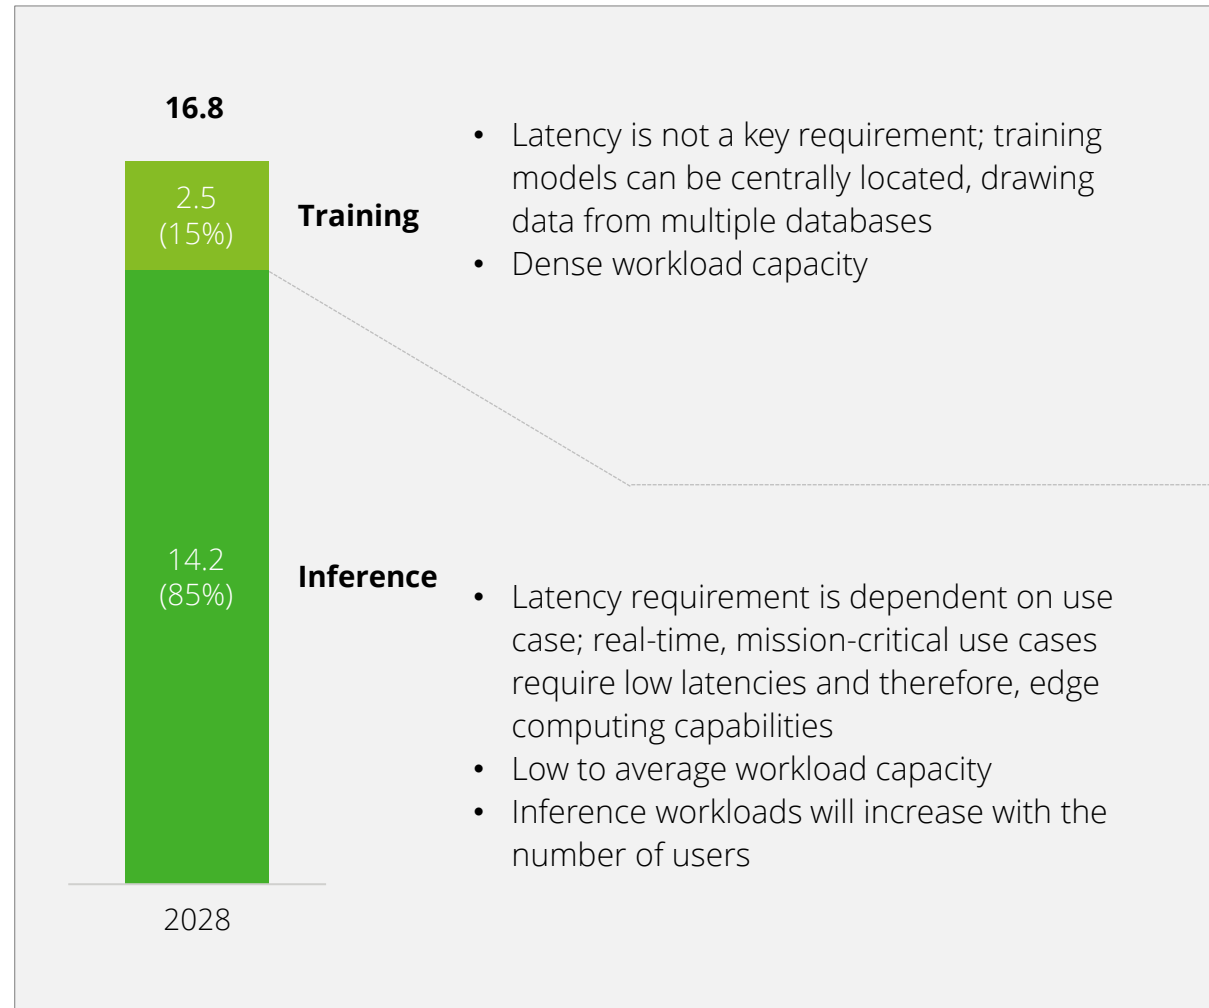 16.8
2.5
(15%)
Training
• Latency is not a key requirement; training
models can be centrally located, drawing
data from multiple databases
• Dense workload capacity
14.2
(85%)
Inference
• Latency requirement is dependent on use
case; real-time, mission-critical use cases
require low latencies and therefore, edge
computing capabilities
• Low to average workload capacity
• Inference workloads will increase with the
number of users
2028